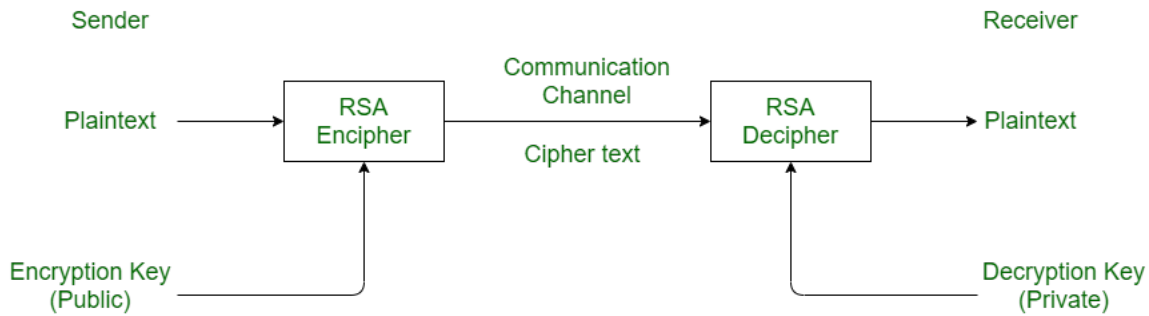 Sender
Receiver
Plaintext
RSA
Encipher
Communication
Channel
Cipher text
RSA
Decipher
Plaintext
Encryption Key
(Public)
Decryption Key
(Private)